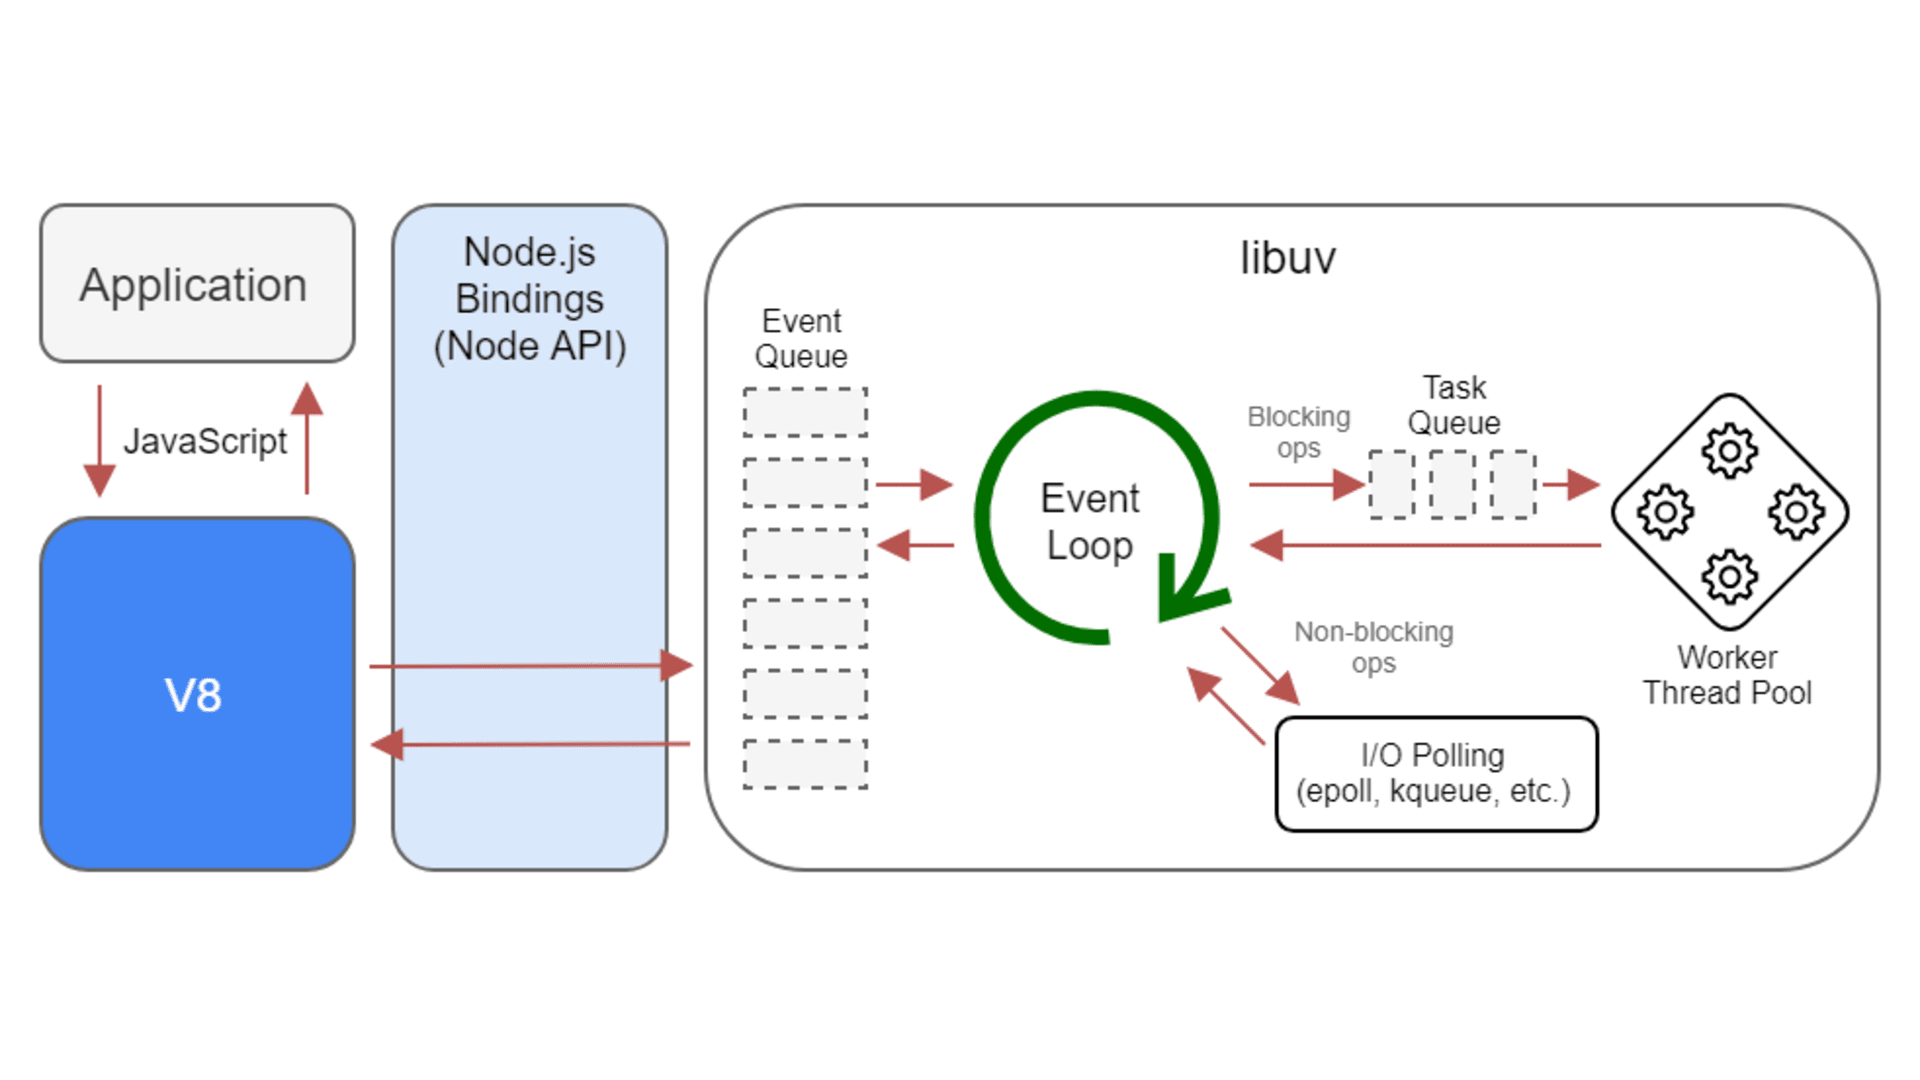 Application
JavaScript
V8
Node.js
Bindings
(Node API)
libuv
Event
Queue
Event
Loop
Blocking
ops
Task
Queue
Worker
Thread Pool
Non-blocking
ops
I/O Polling
(epoll, kqueue, etc.)